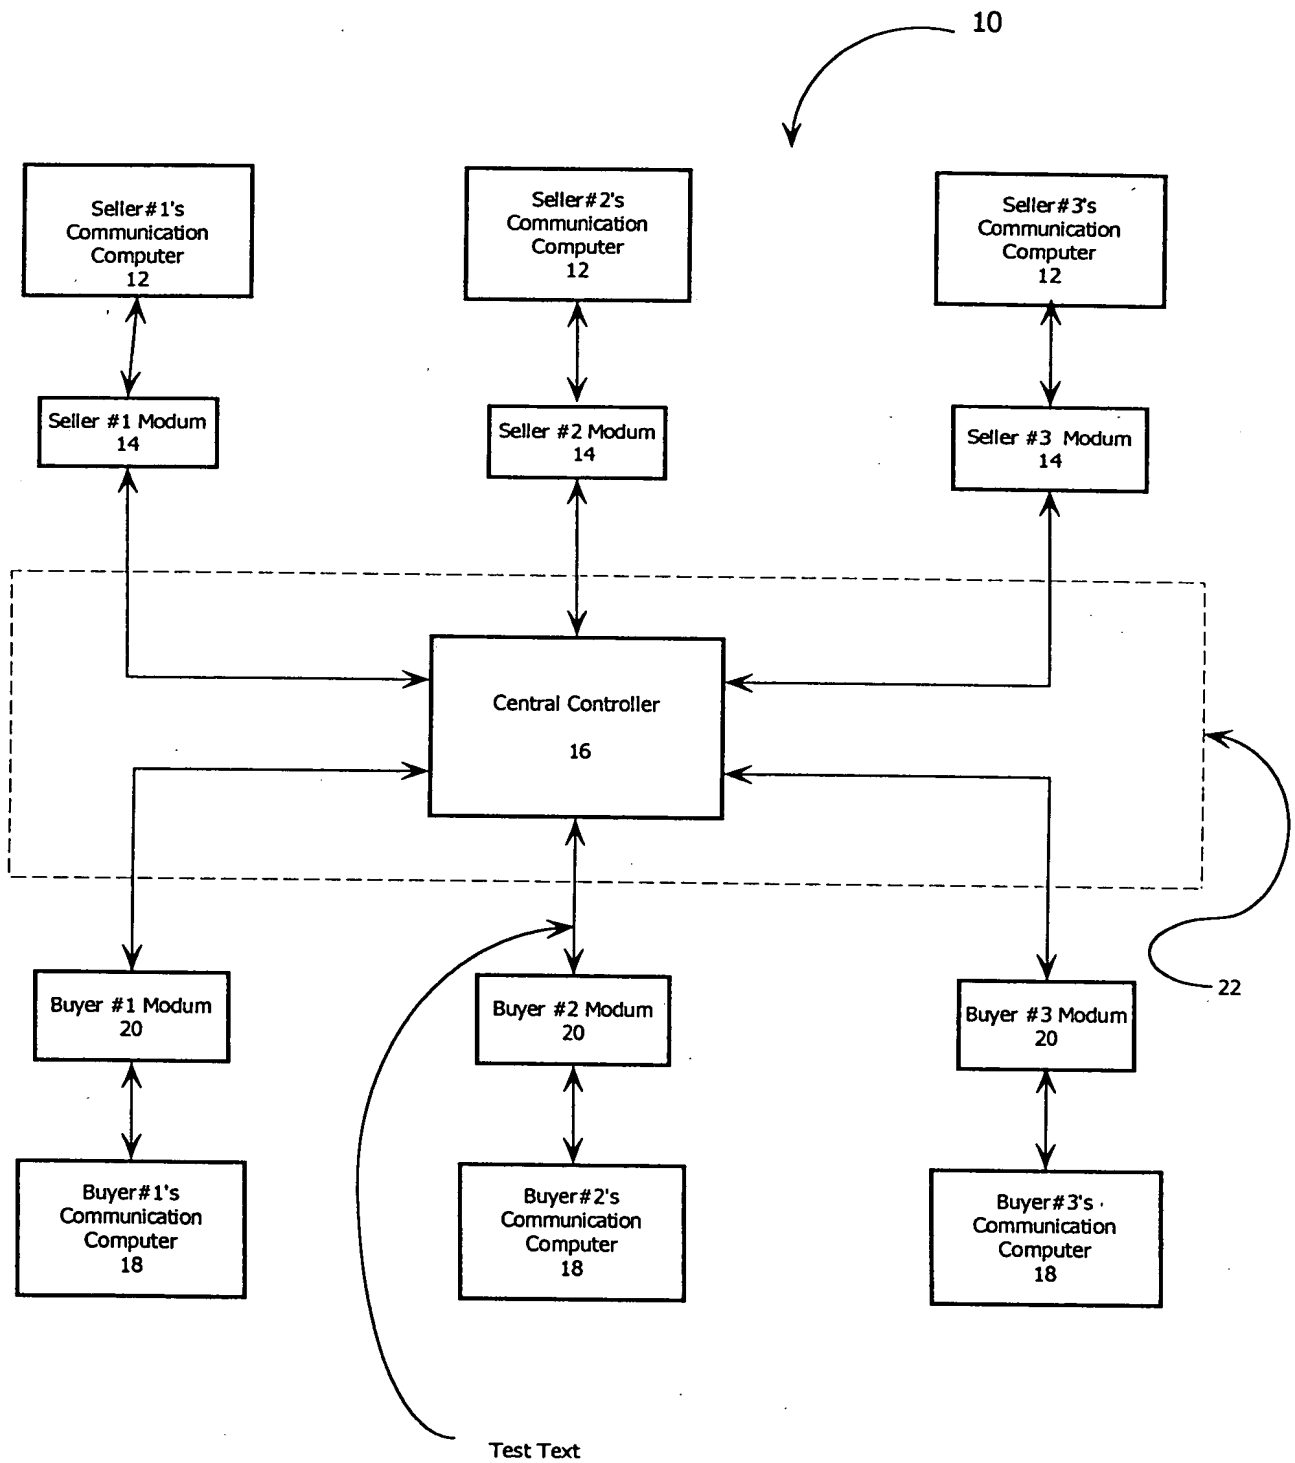 10
Seller#1's
Communication
Computer
12
Seller#2's
Communication
Computer
12
Seller#3's
Communication
Computer
12
Seller #1 Modum
14
Seller #2 Modum
14
Seller #3 Modum
14
Central Controller
16
22
Buyer #1 Modum
20
Buyer #2 Modum
20
Buyer #3 Modum
20
Buyer#1's
Communication
Computer
18
Buyer#2's
Communication
Computer
18
Buyer#3's
Communication
Computer
18
Test Text